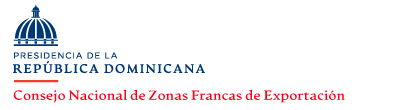 PRESIDENCIA DE LA
REPÚBLICA DOMINICANA
Consejo Nacional de Zonas Francas de Exportación